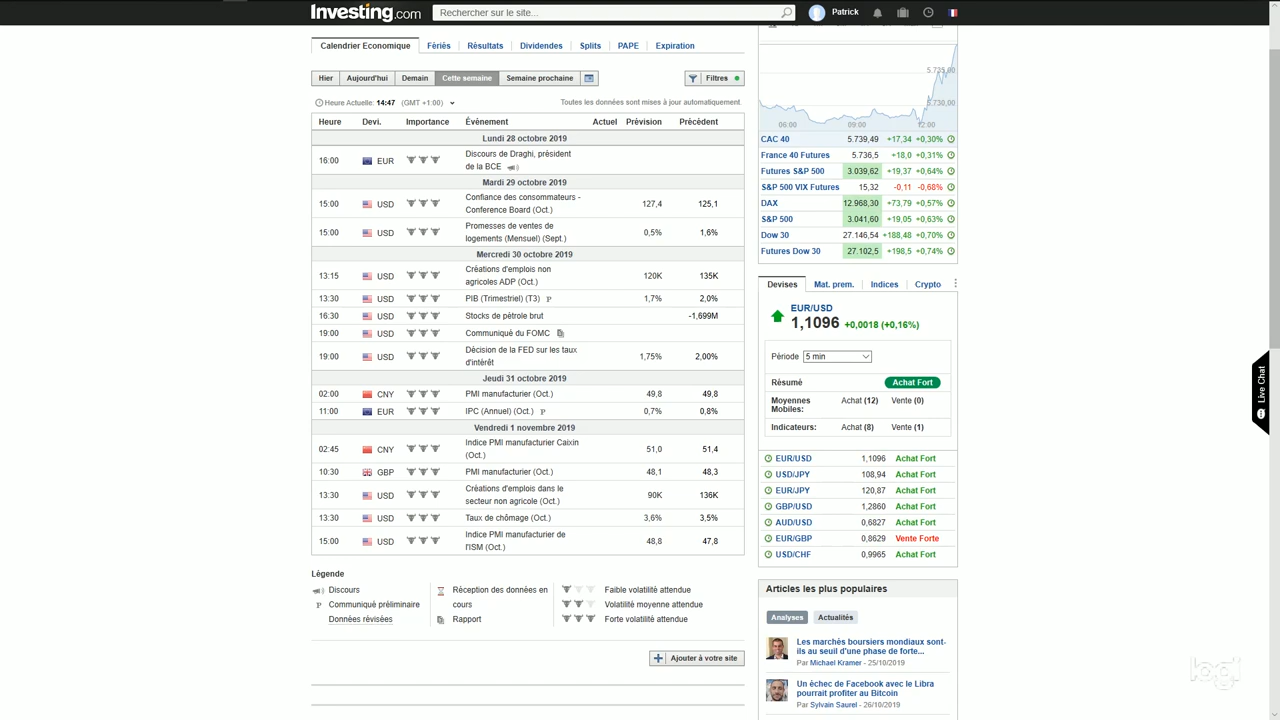 Investing.com
Rechercher sur le site...
Patrick
Calendrier Economique Fériés Résultats Dividendes Splits PAPE Expiration
Hier Aujourd'hui Demain Cette semaine Semaine prochaine Filtres
Heure Actuelle: 14:47 (GMT +1:00) Toutes les données sont mises à jour automatiquement.
Heure Devi. Importance Évènement Actuel Prévision Précédent
Lundi 28 octobre 2019
16:00 EUR Discours de Draghi, président
de la BCE
Mardi 29 octobre 2019
15:00 USD Confiance des consommateurs -
Conference Board (Oct.) 127,4 125,1
15:00 USD Promesses de ventes de
logements (Mensuel) (Sept.) 0,5% 1,6%
Mercredi 30 octobre 2019
13:15 USD Créations d'emplois non
agricoles ADP (Oct.) 120K 135K
13:30 USD PIB (Trimestriel) (T3) P 1,7% 2,0%
16:30 USD Stocks de pétrole brut -1,699M
19:00 USD Communiqué du FOMC
19:00 USD Décision de la FED sur les taux
d'intérêt 1,75% 2,00%
Jeudi 31 octobre 2019
02:00 CNY PMI manufacturier (Oct.) 49,8 49,8
11:00 EUR IPC (Annuel) (Oct.) P 0,7% 0,8%
Vendredi 1 novembre 2019
02:45 CNY Indice PMI manufacturier Caixin
(Oct.) 51,0 51,4
10:30 GBP PMI manufacturier (Oct.) 48,1 48,3
13:30 USD Créations d'emplois dans le
secteur non agricole (Oct.) 90K 136K
13:30 USD Taux de chômage (Oct.) 3,6% 3,5%
15:00 USD Indice PMI manufacturier de
l'ISM (Oct.) 48,8 47,8
Légende
Discours
P Communiqué préliminaire
Données révisées
Réception des données en
cours
Rapport
Faible volatilité attendue
Volatilité moyenne attendue
Forte volatilité attendue
Ajouter à votre site
5.735,00
5.730,00
06:00 09:00 12:00
CAC 40 5.739,49 +17,34 +0,30%
France 40 Futures 5.736,5 +18,0 +0,31%
Futures S&P 500 3.039,62 +19,37 +0,64%
S&P 500 VIX Futures 15,32 -0,11 -0,68%
DAX 12.968,30 +73,79 +0,57%
S&P 500 3.041,60 +19,05 +0,63%
Dow 30 27.146,54 +188,48 +0,70%
Futures Dow 30 27.102,5 +198,5 +0,74%
Devises Mat. prem. Indices Crypto
EUR/USD
1,1096 +0,0018 (+0,16%)
Période 5 min
Résumé Achat Fort
Moyennes
Mobiles: Achat (12) Vente (0)
Indicateurs: Achat (8) Vente (1)
EUR/USD 1,1096 Achat Fort
USD/JPY 108,94 Achat Fort
EUR/JPY 120,87 Achat Fort
GBP/USD 1,2860 Achat Fort
AUD/USD 0,6827 Achat Fort
EUR/GBP 0,8629 Vente Forte
USD/CHF 0,9965 Achat Fort
Articles les plus populaires
Analyses Actualités
Les marchés boursiers mondiaux sont-
ils au seuil d'une phase de forte...
Par Michael Kramer - 25/10/2019
Un échec de Facebook avec le Libra
pourrait profiter au Bitcoin
Par Sylvain Saurel - 26/10/2019
Live Chat
logi